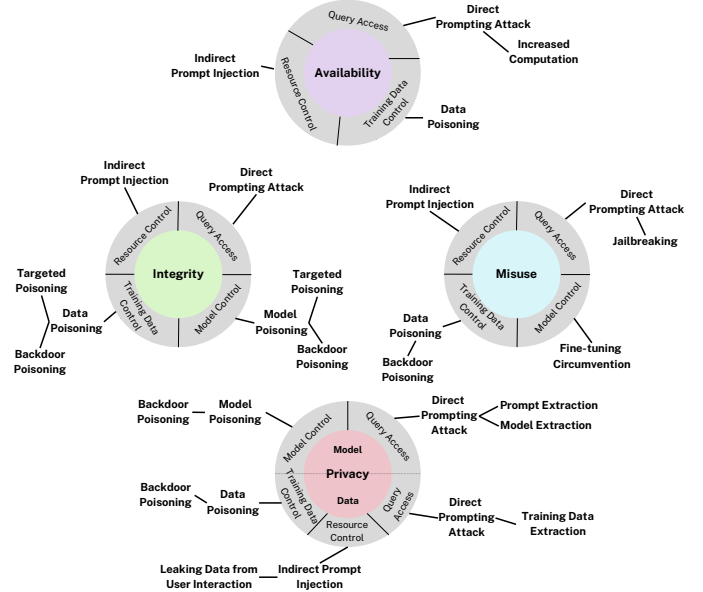 Query Access
Direct
Prompting Attack
Increased
Computation
Indirect
Prompt Injection
Availability
Resource Control
Training Data
Control
Data
Poisoning
Indirect
Prompt Injection
Direct
Prompting Attack
Resource Control
Query Access
Integrity
Targeted
Poisoning
Data
Poisoning
Backdoor
Poisoning
Training Data
Control
Model Control
Model
Poisoning
Targeted
Poisoning
Backdoor
Poisoning
Indirect
Prompt Injection
Direct
Prompting Attack
Jailbreaking
Resource Control
Query Access
Misuse
Data
Poisoning
Backdoor
Poisoning
Training Data
Control
Model Control
Fine-tuning
Circumvention
Backdoor
Poisoning
Model
Poisoning
Model Control
Query Access
Direct
Prompting
Attack
Prompt Extraction
Model Extraction
Model
Privacy
Data
Backdoor
Poisoning
Data
Poisoning
Training Data
Control
Resource
Control
Query
Access
Direct
Prompting
Attack
Training Data
Extraction
Leaking Data from
User Interaction
Indirect Prompt
Injection